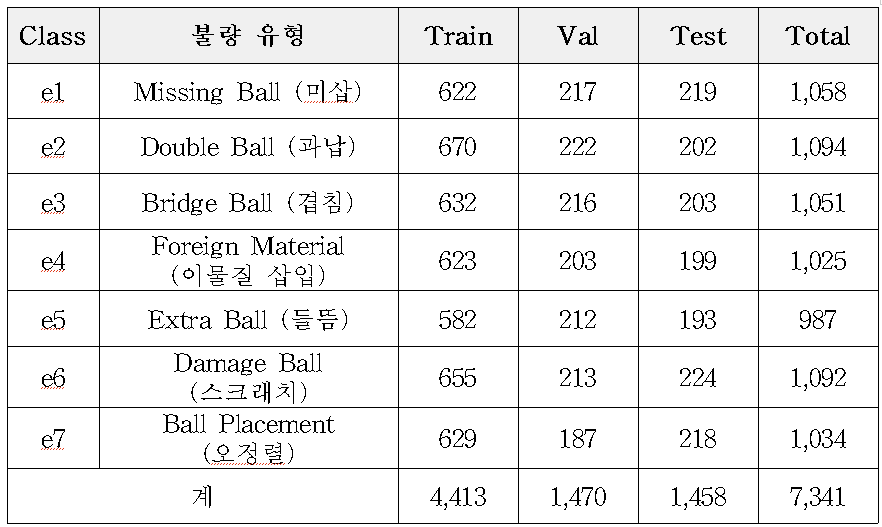 Class 불량 유형 Train Val Test Total
e1 Missing Ball (미삽) 622 217 219 1,058
e2 Double Ball (과납) 670 222 202 1,094
e3 Bridge Ball (겹침) 632 216 203 1,051
e4 Foreign Material (이물질 삽입) 623 203 199 1,025
e5 Extra Ball (들뜸) 582 212 193 987
e6 Damage Ball (스크래치) 655 213 224 1,092
e7 Ball Placement (오정렬) 629 187 218 1,034
계 4,413 1,470 1,458 7,341